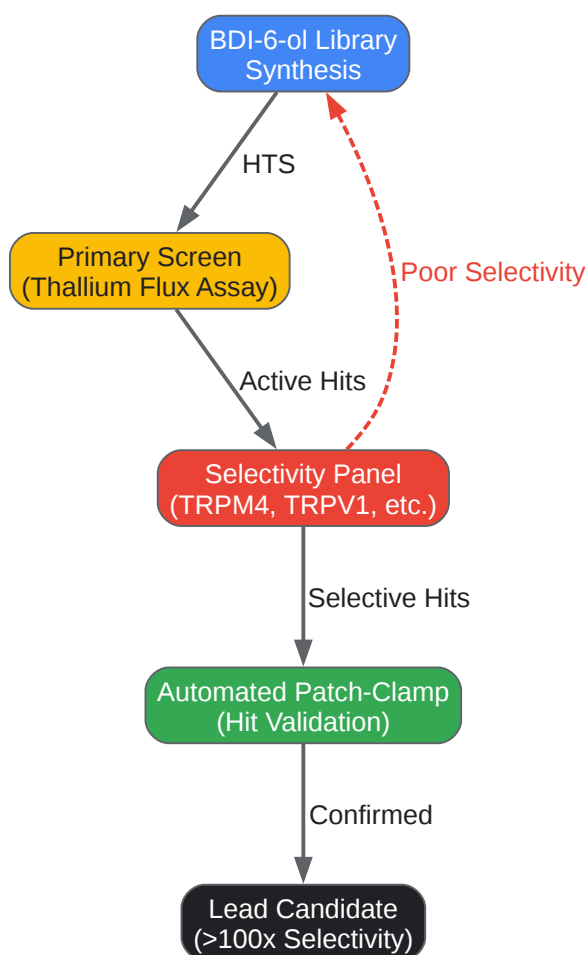 BDI-6-ol Library
Synthesis
HTS
Primary Screen
(Thallium Flux Assay)
Poor Selectivity
Active Hits
Selectivity Panel
(TRPM4, TRPV1, etc.)
Selective Hits
Automated Patch-Clamp
(Hit Validation)
Confirmed
Lead Candidate
(>100x Selectivity)